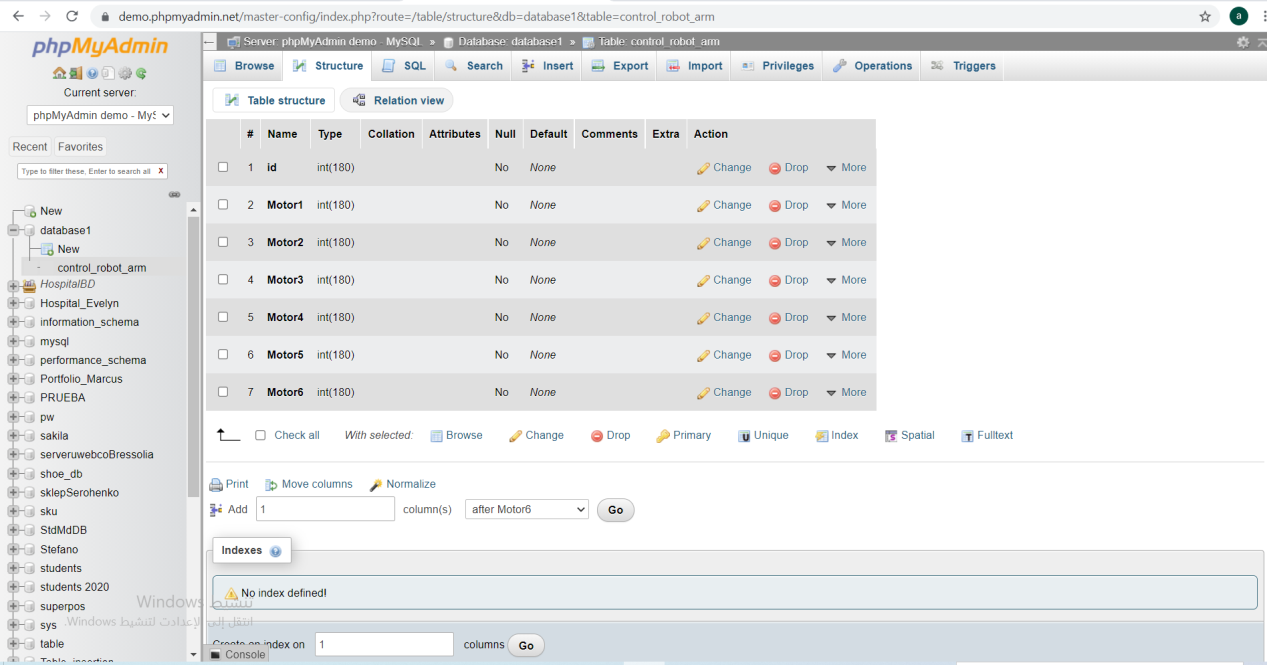 demo.phpmyadmin.net/master-config/index.php?route=/table/structure&db=database1&table=control_robot_arm
a
phpMyAdmin
Current server:
phpMyAdmin demo - MyS
Recent Favorites
Type to filter these, Enter to search all X
New
database1
New
control_robot_arm
HospitalBD
Hospital_Evelyn
information_schema
mysql
performance_schema
Portfolio_Marcus
PRUEBA
pw
sakila
serveruwebcoBressolia
shoe_db
sklepSerohenko
sku
StdMdDB
Stefano
students
students 2020
superpos
sys
table
Table_insertion
Server: phpMyAdmin demo - MySQL » Database: database1 » Table: control_robot_arm
Browse Structure SQL Search Insert Export Import Privileges Operations Triggers
Table structure Relation view
# Name Type Collation Attributes Null Default Comments Extra Action
1 id int(180) No None Change Drop More
2 Motor1 int(180) No None Change Drop More
3 Motor2 int(180) No None Change Drop More
4 Motor3 int(180) No None Change Drop More
5 Motor4 int(180) No None Change Drop More
6 Motor5 int(180) No None Change Drop More
7 Motor6 int(180) No None Change Drop More
Check all With selected: Browse Change Drop Primary Unique Index Spatial Fulltext
Print Move columns Normalize
Add 1 column(s) after Motor6 Go
Indexes
No index defined!
Create an index on 1 columns Go
Console
تنشيط Windows
انتقل إلى الإعدادات لتنشيط Windows.